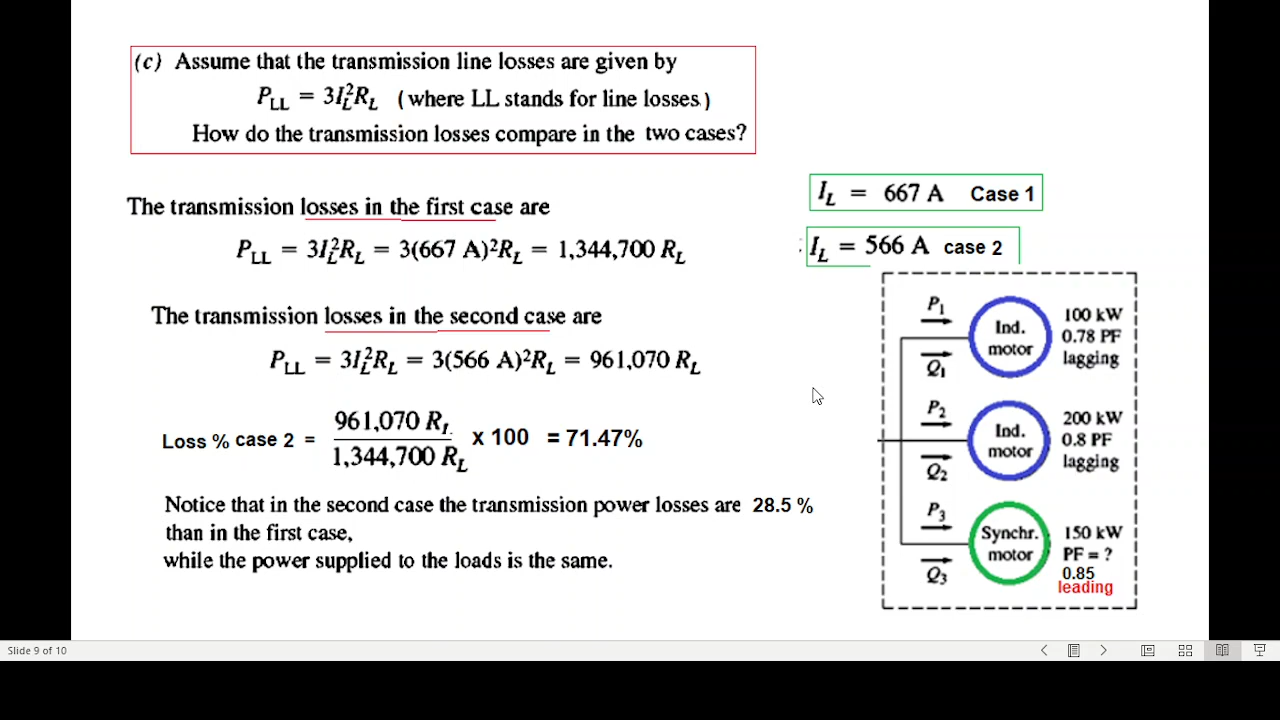 (c) Assume that the transmission line losses are given by
P_LL = 3I_L²R_L (where LL stands for line losses)
How do the transmission losses compare in the two cases?
The transmission losses in the first case are
P_LL = 3I_L²R_L = 3(667 A)²R_L = 1,344,700 R_L
The transmission losses in the second case are
P_LL = 3I_L²R_L = 3(566 A)²R_L = 961,070 R_L
Loss % case 2 = 961,070 R_L / 1,344,700 R_L x 100 = 71.47%
Notice that in the second case the transmission power losses are 28.5 %
than in the first case,
while the power supplied to the loads is the same.
I_L = 667 A Case 1
: I_L = 566 A case 2
P₁
Q₁
Ind.
motor
100 kW
0.78 PF
lagging
P₂
Q₂
Ind.
motor
200 kW
0.8 PF
lagging
P₃
Q₃
Synchr.
motor
150 kW
PF = ?
0.85
leading
Slide 9 of 10